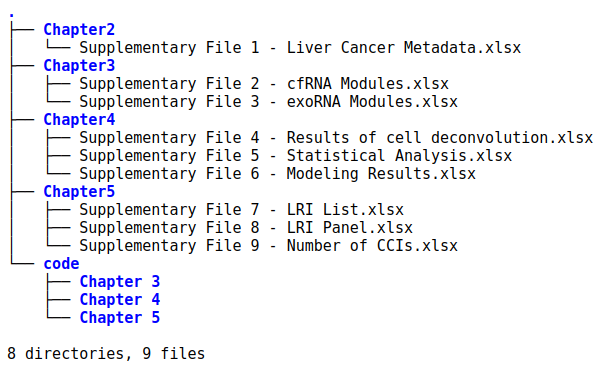 .
├── Chapter2
│   └── Supplementary File 1 - Liver Cancer Metadata.xlsx
├── Chapter3
│   ├── Supplementary File 2 - cfRNA Modules.xlsx
│   └── Supplementary File 3 - exoRNA Modules.xlsx
├── Chapter4
│   ├── Supplementary File 4 - Results of cell deconvolution.xlsx
│   ├── Supplementary File 5 - Statistical Analysis.xlsx
│   └── Supplementary File 6 - Modeling Results.xlsx
├── Chapter5
│   ├── Supplementary File 7 - LRI List.xlsx
│   ├── Supplementary File 8 - LRI Panel.xlsx
│   └── Supplementary File 9 - Number of CCIs.xlsx
└── code
    ├── Chapter 3
    ├── Chapter 4
    └── Chapter 5

8 directories, 9 files